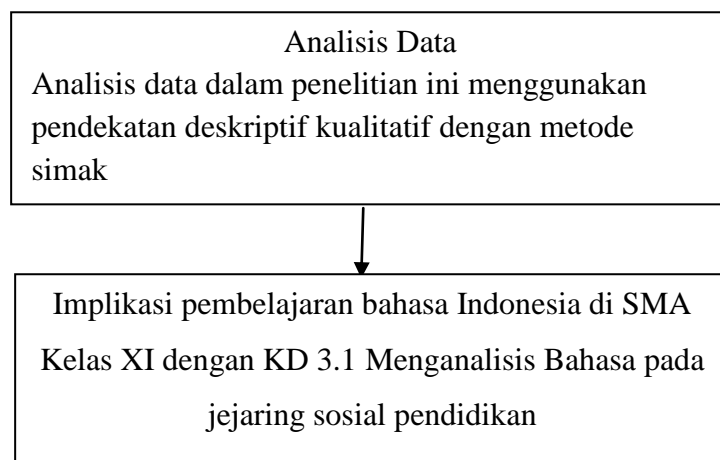 Analisis Data
Analisis data dalam penelitian ini menggunakan
pendekatan deskriptif kualitatif dengan metode
simak
Implikasi pembelajaran bahasa Indonesia di SMA
Kelas XI dengan KD 3.1 Menganalisis Bahasa pada
jejaring sosial pendidikan